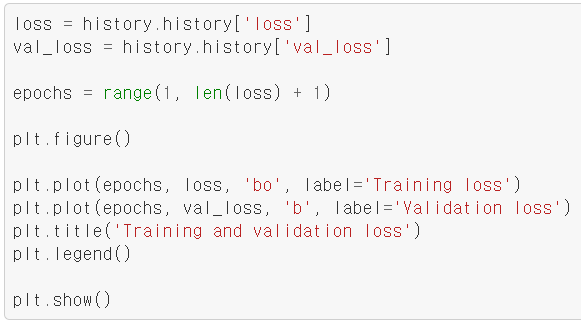 loss = history.history['loss']
val_loss = history.history['val_loss']
epochs = range(1, len(loss) + 1)
plt.figure()
plt.plot(epochs, loss, 'bo', label='Training loss')
plt.plot(epochs, val_loss, 'b', label='Validation loss')
plt.title('Training and validation loss')
plt.legend()
plt.show()